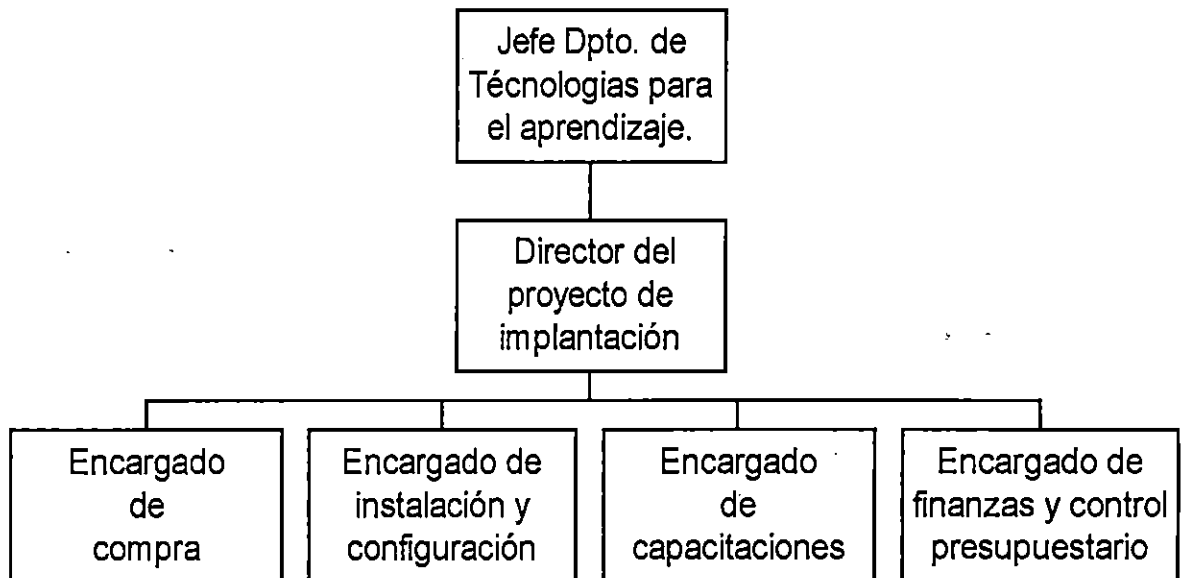 Jefe Dpto. de
Técnologias para
el aprendizaje.
Director del
proyecto de
implantación
Encargado
de
compra
Encargado de
instalación y
configuración
Encargado
de
capacitaciones
Encargado de
finanzas y control
presupuestario